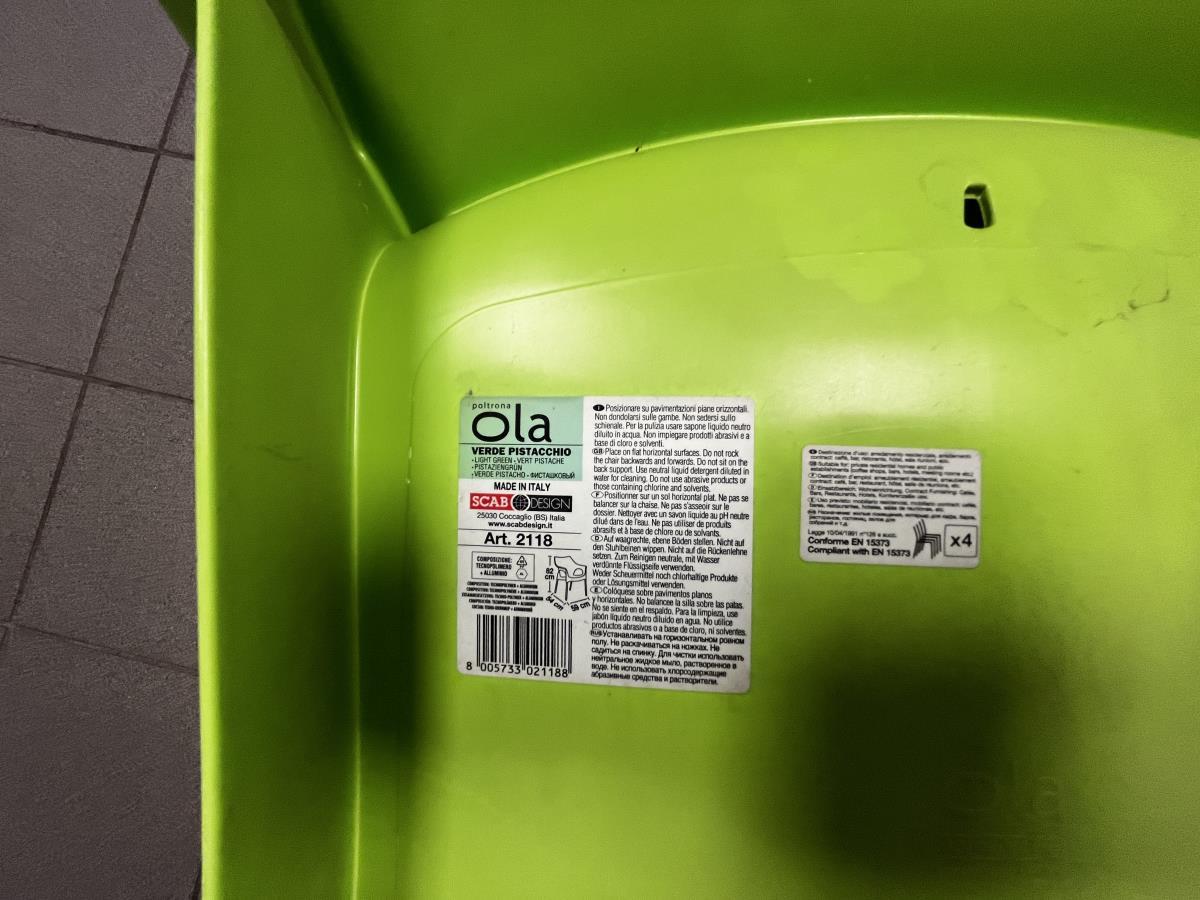 poltrona
Ola
VERDE PISTACCHIO
- LIGHT GREEN - VERT PISTACHE
- PISTAZIENGRÜN
- VERDE PISTACHO - ФИСТАШКОВЫЙ
MADE IN ITALY
SCAB DESIGN
25030 Coccaglio (BS) Italia
www.scabdesign.it
Art. 2118
COMPOSIZIONE:
TECNOPOLIMERO
+ ALLUMINIO
82
cm
54 cm
59 cm
8 005733 021188
I Posizionare su pavimentazioni piane orizzontali.
Non dondolarsi sulle gambe. Non sedersi sullo
schienale. Per la pulizia usare sapone liquido neutro
diluito in acqua. Non impiegare prodotti abrasivi e a
base di cloro e solventi.
GB Place on flat horizontal surfaces. Do not rock
the chair backwards and forwards. Do not sit on the
back support. Use neutral liquid detergent diluted in
water for cleaning. Do not use abrasive products or
those containing chlorine and solvents.
F Positionner sur un sol horizontal plat. Ne pas se
balancer sur la chaise. Ne pas s'asseoir sur le
dossier. Nettoyer avec un savon liquide au pH neutre
dilué dans de l'eau. Ne pas utiliser de produits
abrasifs et à base de chlore ou de solvants.
D Auf waagrechte, ebene Böden stellen. Nicht auf
den Stuhlbeinen wippen. Nicht auf die Rückenlehne
setzen. Zum Reinigen neutrale, mit Wasser
verdünnte Flüssigseife verwenden.
Weder Scheuermittel noch chlorhaltige Produkte
oder Lösungsmittel verwenden.
E Colóquese sobre pavimentos planos
y horizontales. No balancee la silla sobre las patas.
No se siente en el respaldo. Para la limpieza, use
jabón líquido neutro diluido en agua. No utilice
productos abrasivos o a base de cloro, ni solventes.
RUS Устанавливать на горизонтальном ровном
полу. Не раскачиваться на ножках. Не
садиться на спинку. Для чистки использовать
нейтральное жидкое мыло, растворенное в
воде. Не использовать хлорсодержащие
абразивные средства и растворители.
Legge 10/04/1991 n°126 e succ.
Conforme EN 15373
Compliant with EN 15373
x4
Ola